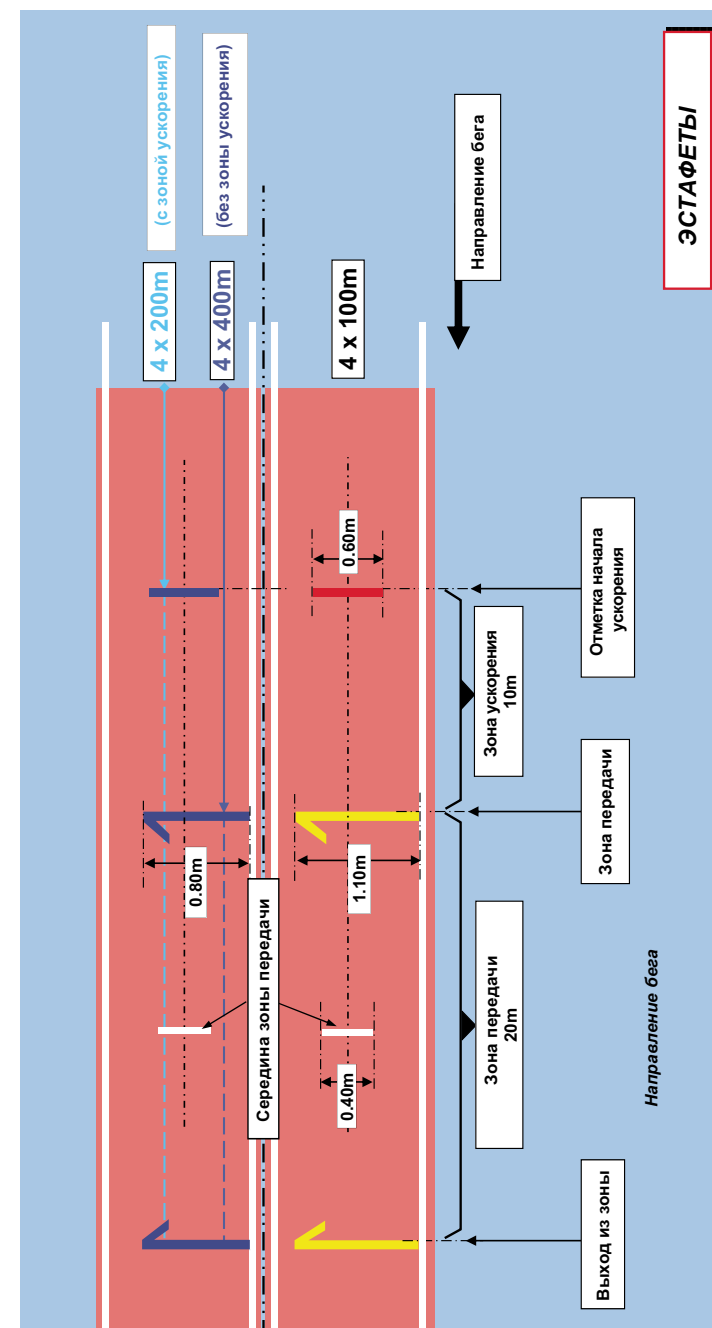 ЭСТАФЕТЫ
(с зоной ускорения)
4 x 200m
(без зоны ускорения)
4 x 400m
4 x 100m
Направление бега
0.60m
Отметка начала
ускорения
Зона ускорения
10m
0.80m
1.10m
Зона передачи
Середина зоны передачи
0.40m
Зона передачи
20m
Направление бега
Выход из зоны